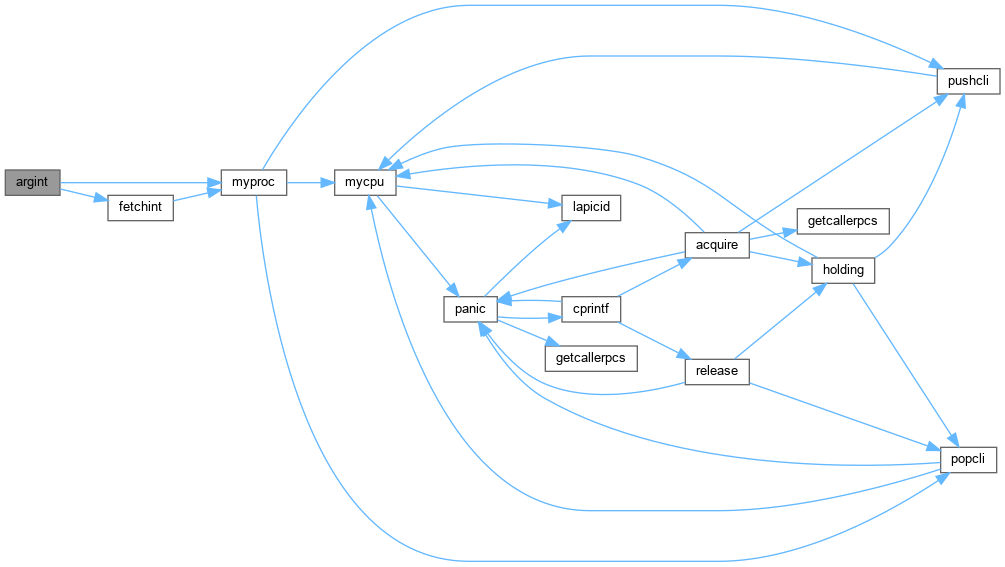 pushcli
argint
myproc
mycpu
fetchint
lapicid
getcallerpcs
acquire
holding
panic
cprintf
getcallerpcs
release
popcli